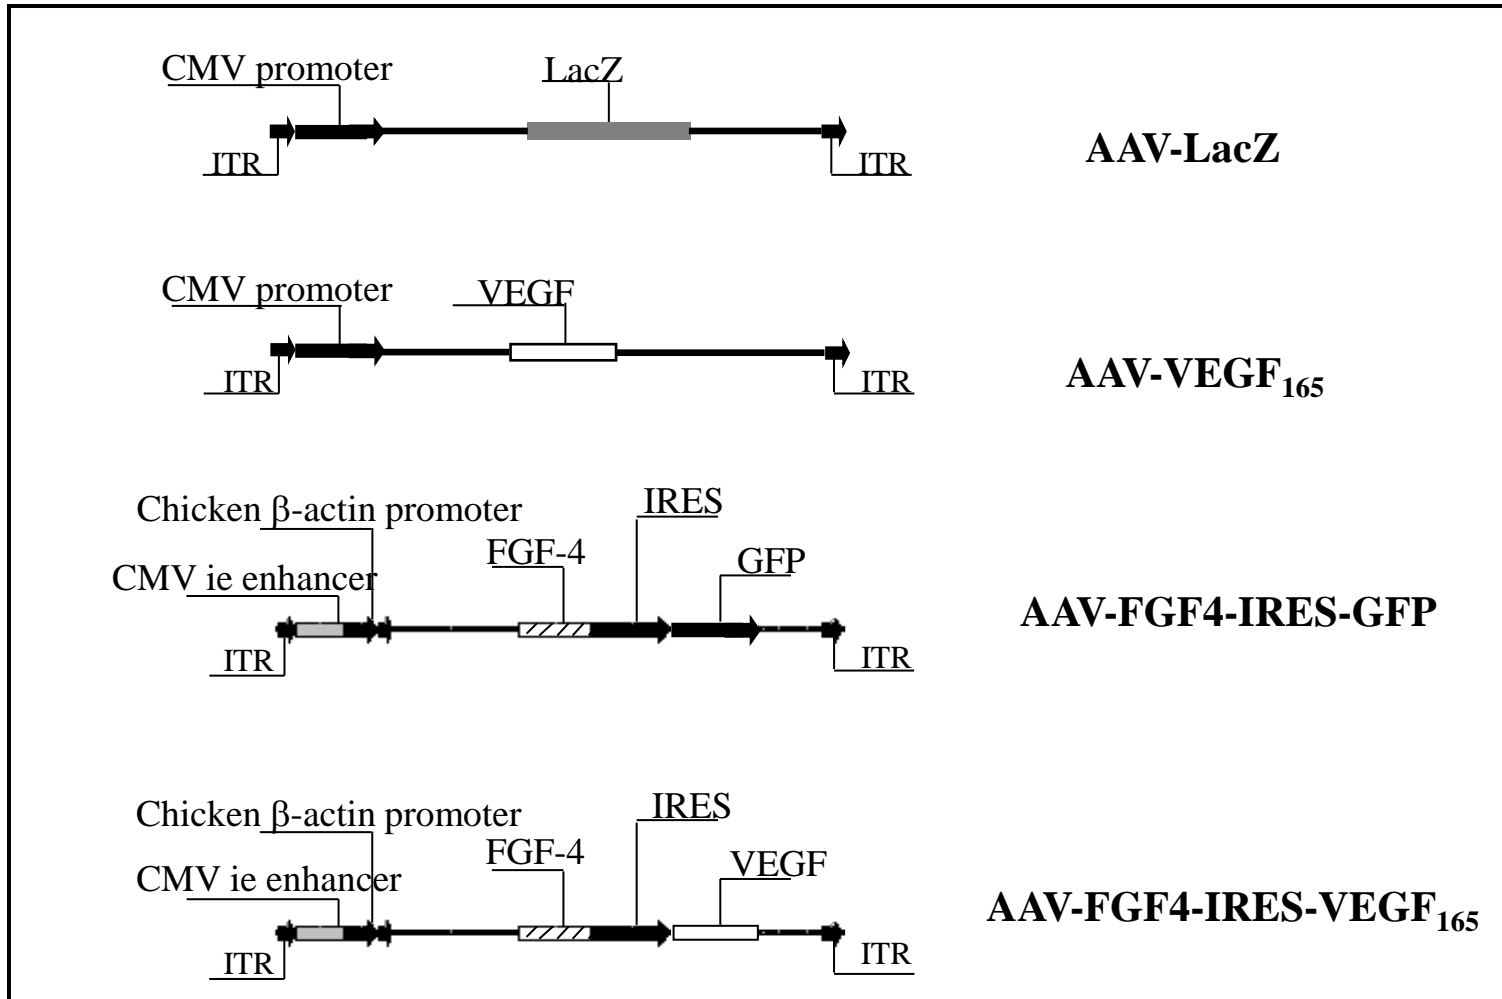 CMV promoter
LacZ
ITR
ITR
AAV-LacZ
CMV promoter
VEGF
ITR
ITR
AAV-VEGF165
Chicken β-actin promoter
IRES
FGF-4
GFP
CMV ie enhancer
ITR
ITR
AAV-FGF4-IRES-GFP
Chicken β-actin promoter
IRES
FGF-4
VEGF
CMV ie enhancer
ITR
ITR
AAV-FGF4-IRES-VEGF165